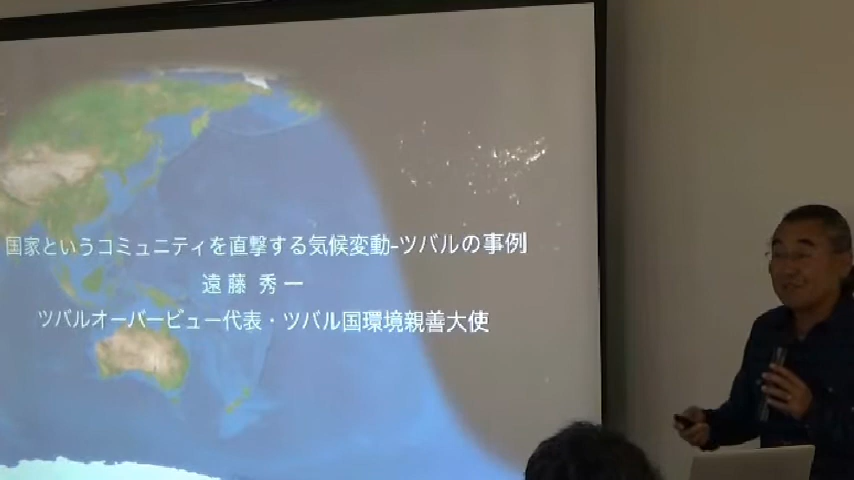 国家というコミュニティを直撃する気候変動-ツバルの事例
遠藤 秀一
ツバルオーバービュー代表・ツバル国環境親善大使